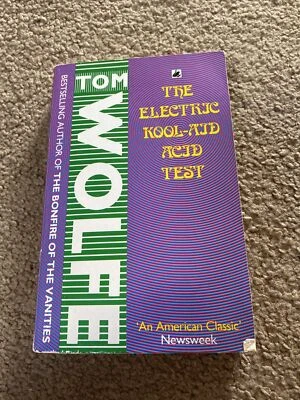 BESTSELLING AUTHOR OF THE BONFIRE OF THE VANITIES
TOM
WOLFE
THE
ELECTRIC
KOOL-AID
ACID
TEST
'An American Classic'
Newsweek